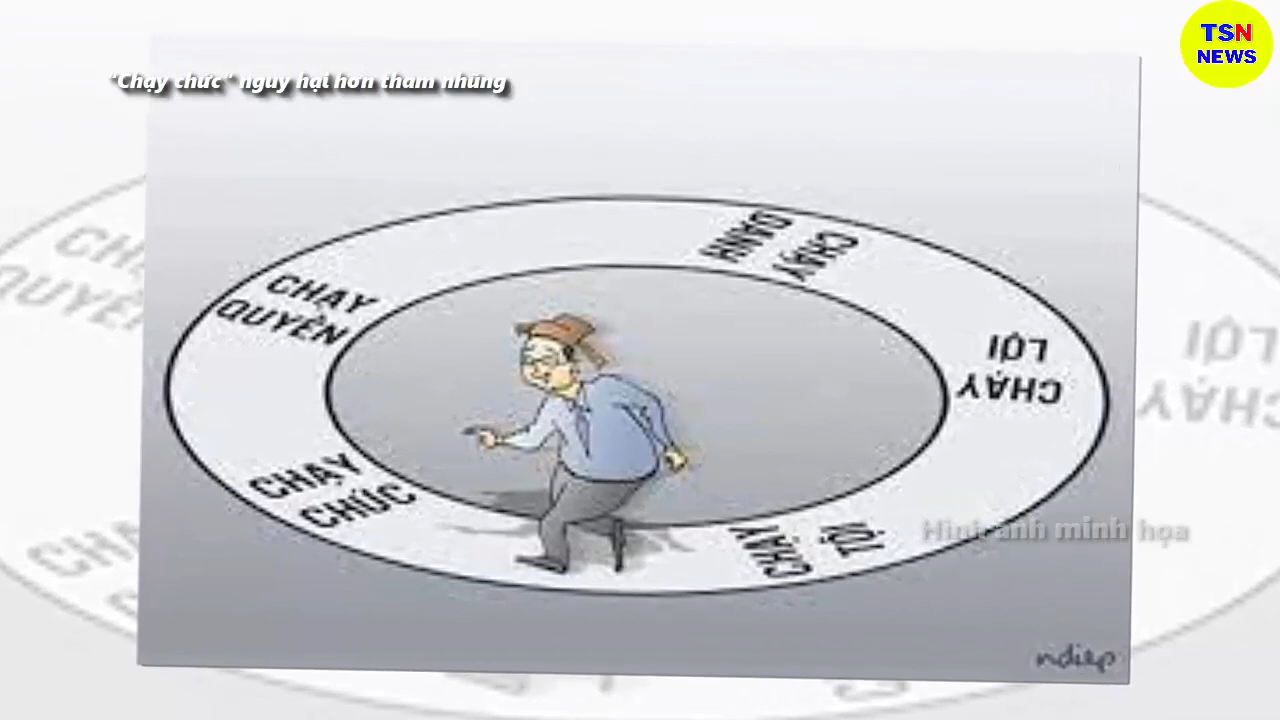 "Chạy chức" nguy hại hơn tham nhũng
TSN
NEWS
CHẠY
DANH
CHẠY
QUYỀN
LỘI
CHẠY
CHẠY
CHỨC
CHẠY
TỘI
Hình ảnh minh họa
ndiep